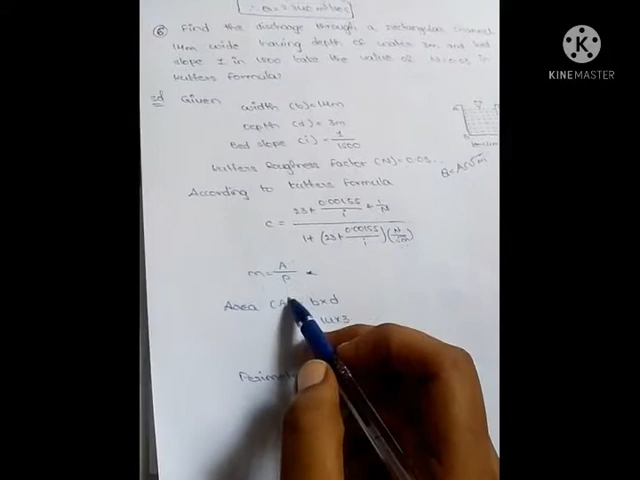 ∴ Q = 2.740 m³/sec
⑥ Find the discharge through a rectangular channel
14m wide having depth of water 3m and bed
slope 1 in 1500 take the value of N=0.03 in
kutters formula?
Sol Given
width (b) = 14m
Depth (d) = 3m
Bed slope (i) = 1/1500
kutters Roughness factor (N) = 0.03.
Q = AC√mi
According to kutters formula
c = (23 + 0.00155/i + 1/N) / (1 + (23 + 0.00155/i) (N/√m))
m = A/P
Area (A) b×d
14×3
KINEMASTER